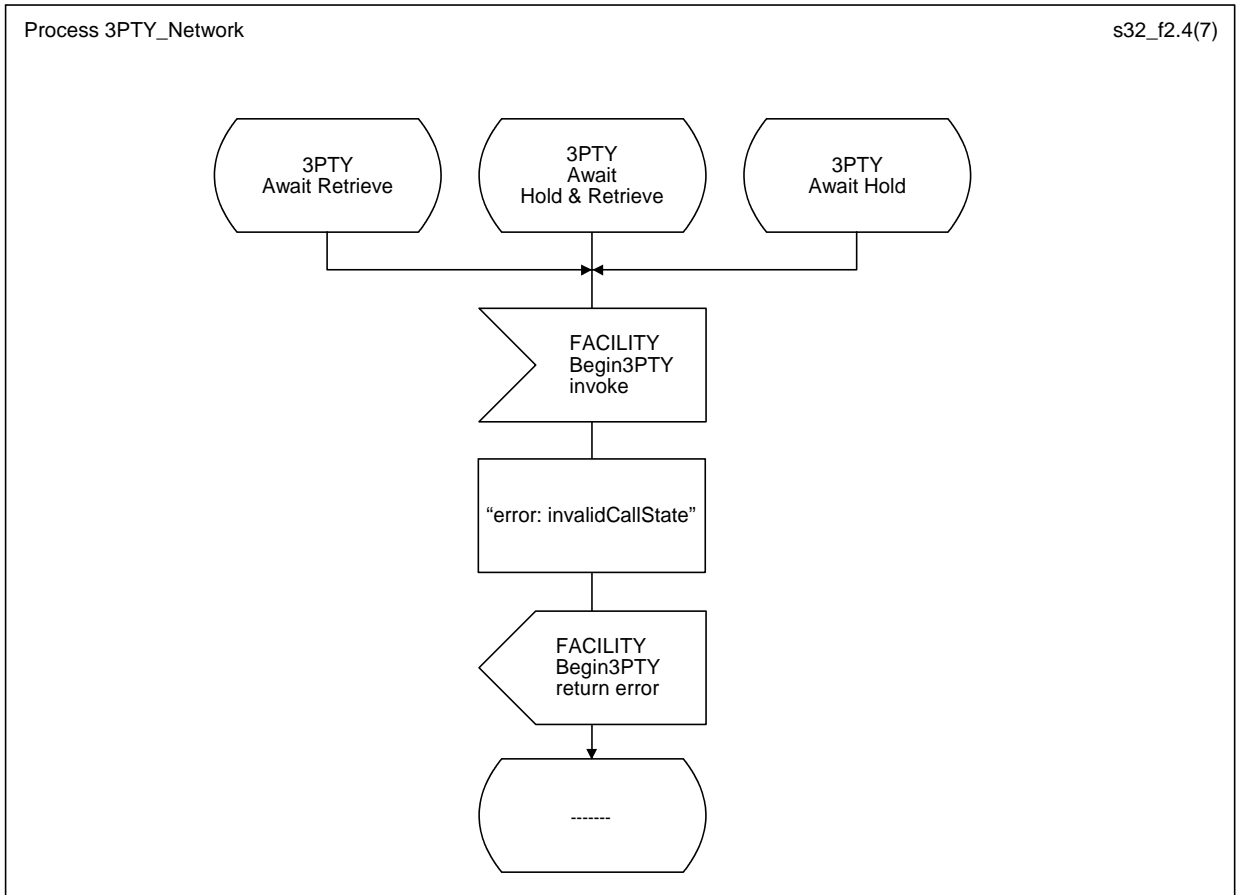 Process 3PTY_Network
s32_f2.4(7)
3PTY
Await Retrieve
3PTY
Await
Hold & Retrieve
3PTY
Await Hold
FACILITY
Begin3PTY
invoke
“error: invalidCallState”
FACILITY
Begin3PTY
return error
-------